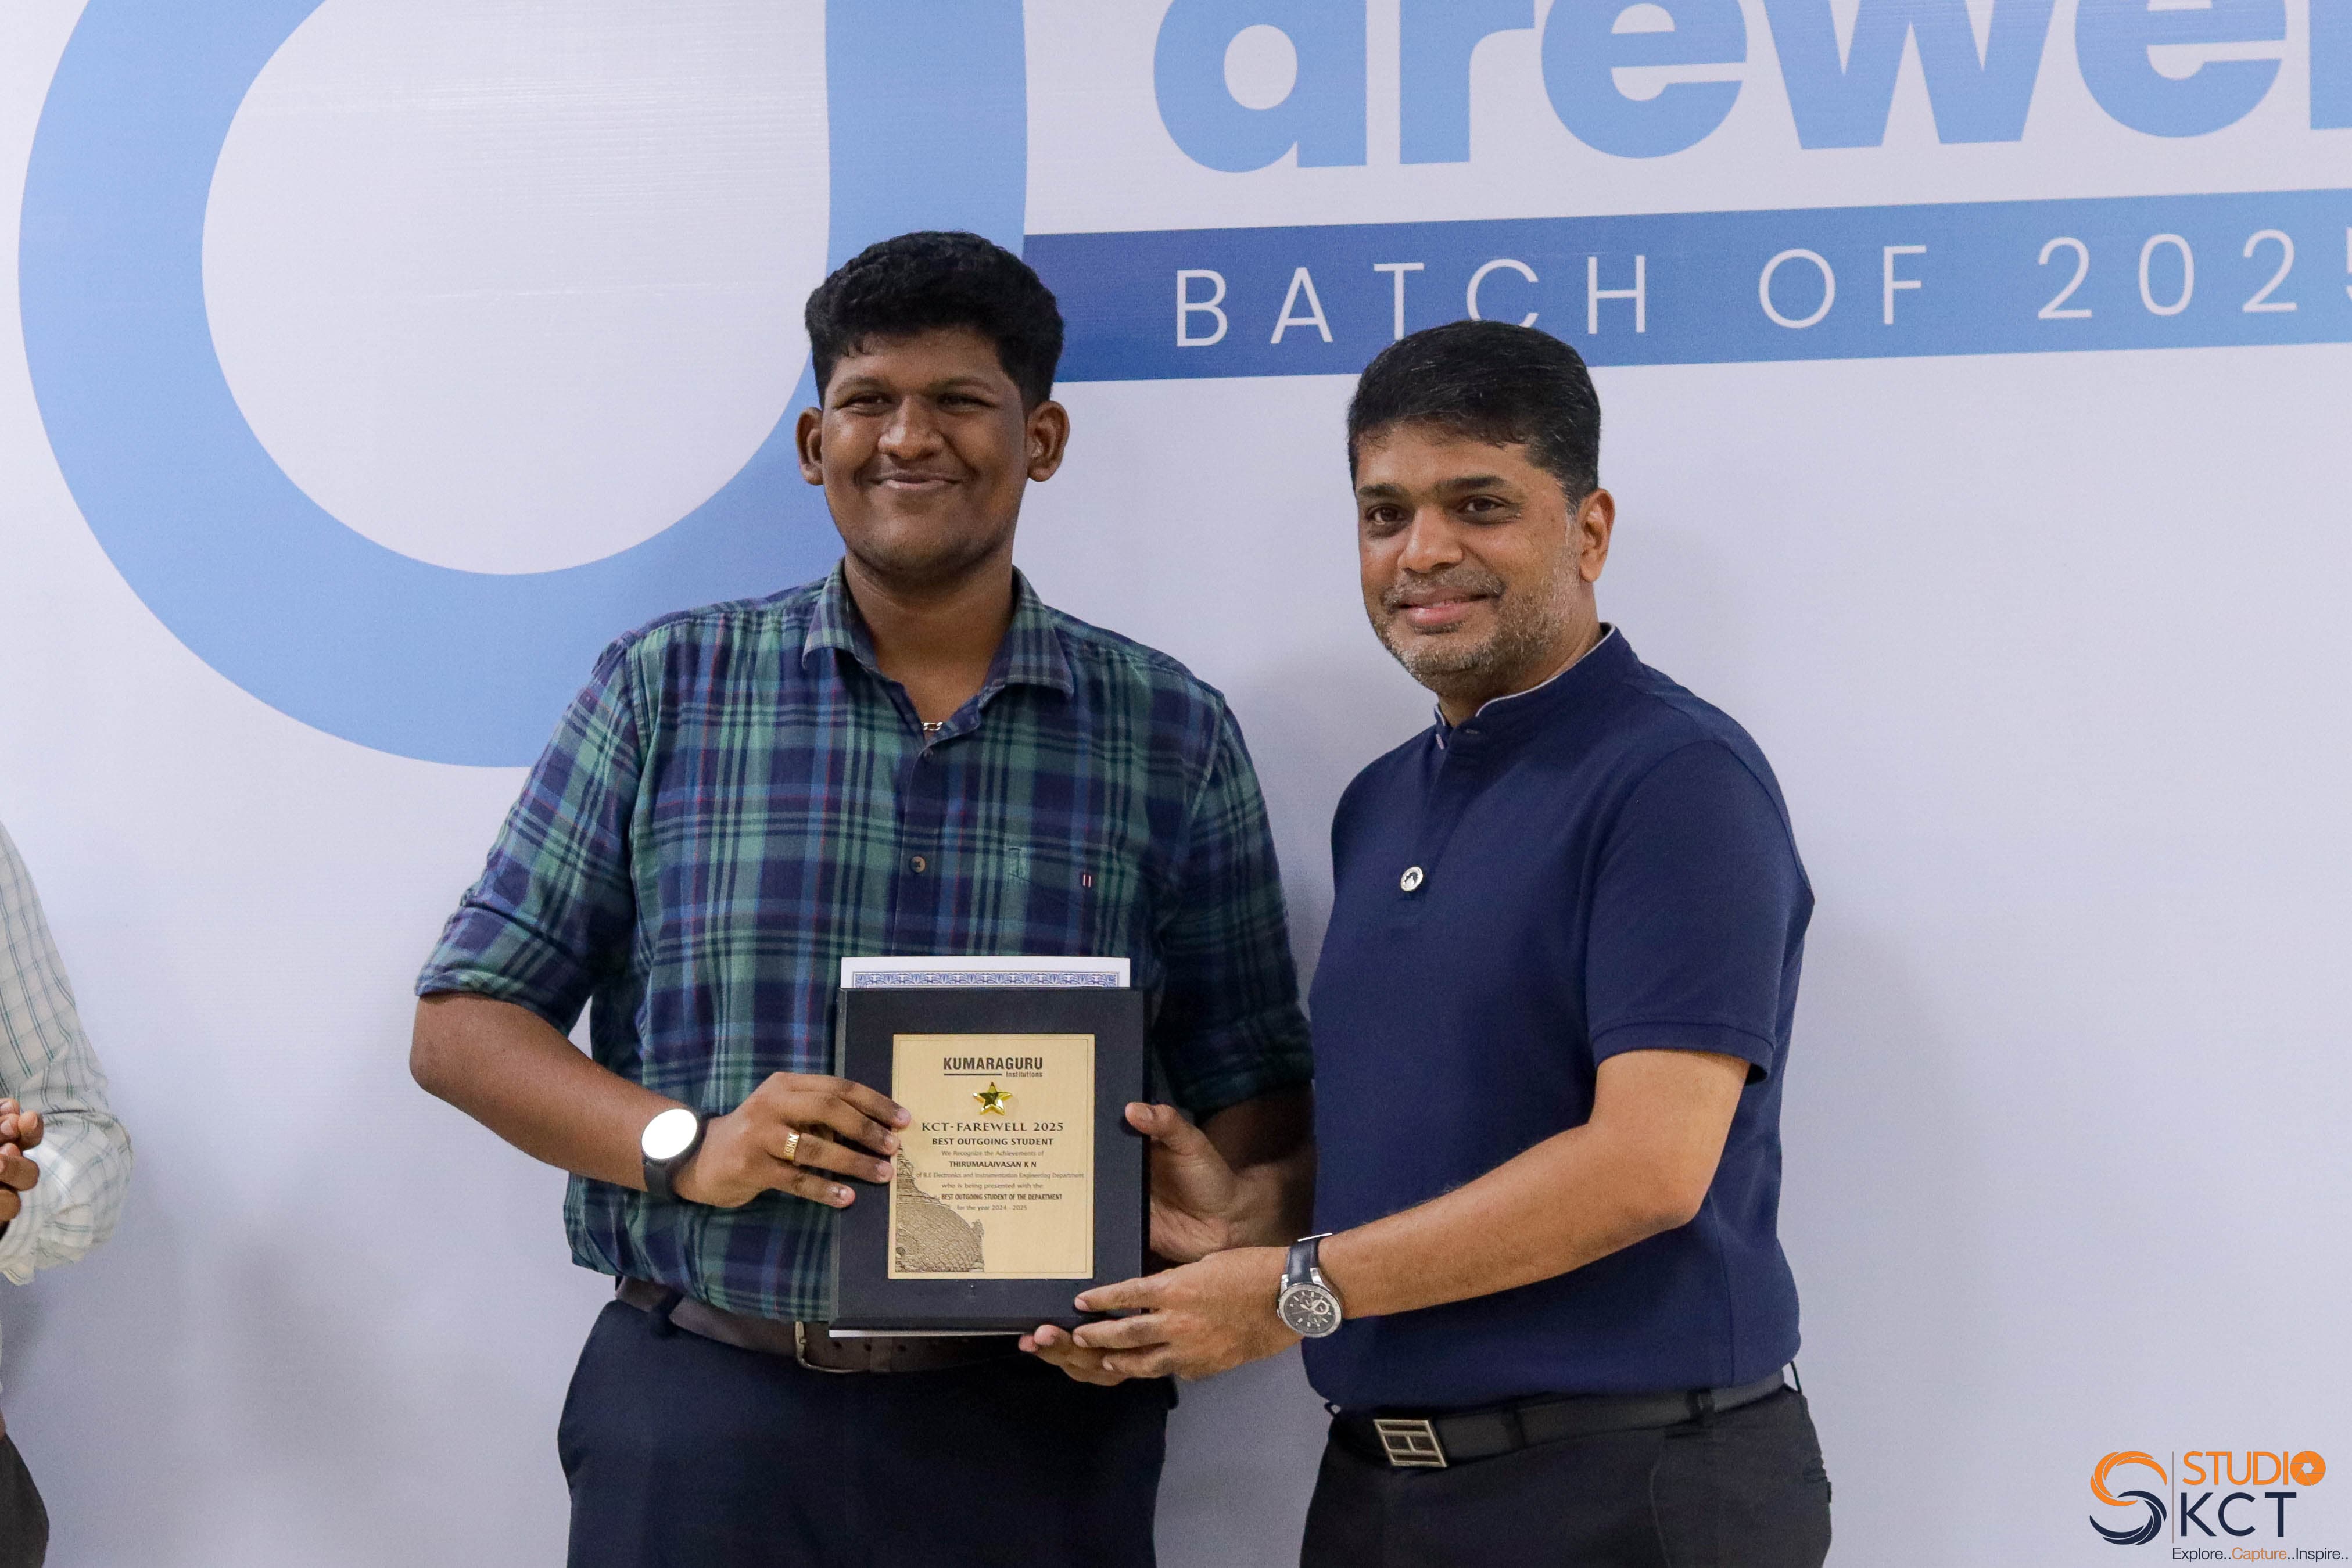 arewel
BATCH OF 2025
KUMARAGURU
Institutions
KCT-FAREWELL 2025
BEST OUTGOING STUDENT
We Recognize the Achievements of
THIRUMALAIVASAN K N
of B.E Electronics and Instrumentation Engineering Department
who is being presented with the
BEST OUTGOING STUDENT OF THE DEPARTMENT
for the year 2024 - 2025
STUDIO
KCT
Explore..Capture..Inspire..